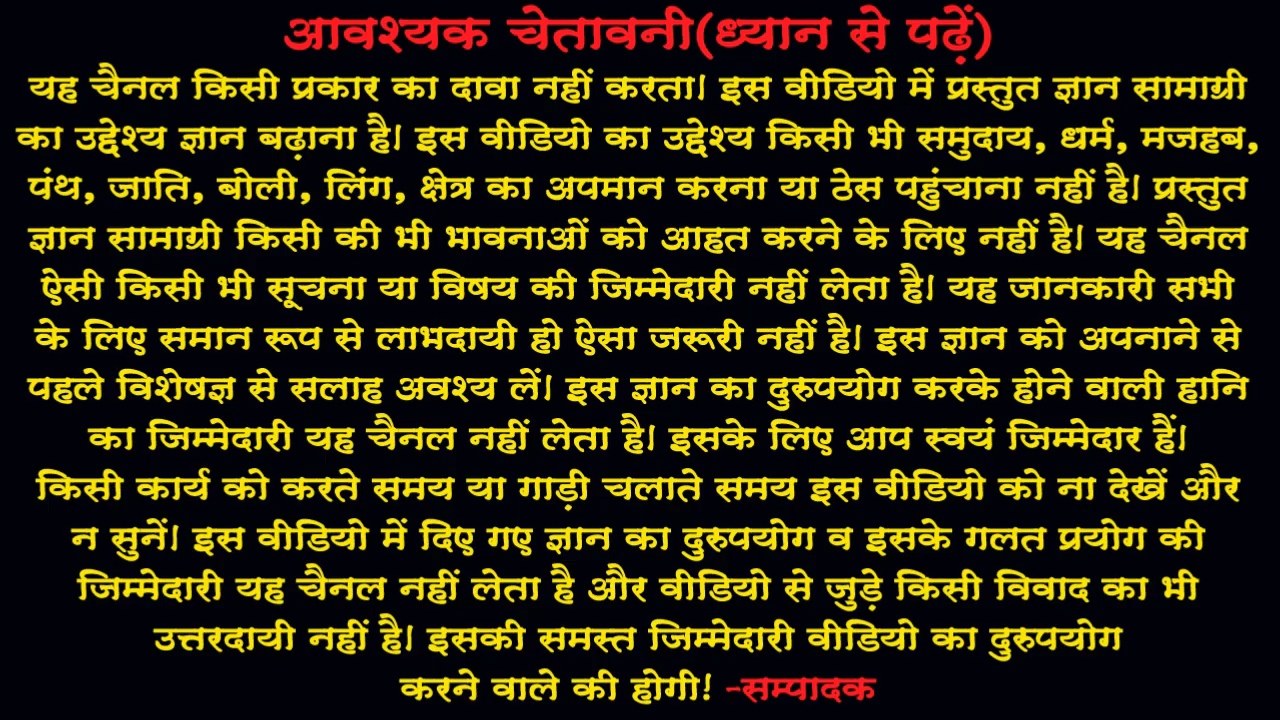 आवश्यक चेतावनी(ध्यान से पढ़ें)
यह चैनल किसी प्रकार का दावा नहीं करता। इस वीडियो में प्रस्तुत ज्ञान सामाग्री
का उद्देश्य ज्ञान बढ़ाना है। इस वीडियो का उद्देश्य किसी भी समुदाय, धर्म, मजहब,
पंथ, जाति, बोली, लिंग, क्षेत्र का अपमान करना या ठेस पहुंचाना नहीं है। प्रस्तुत
ज्ञान सामाग्री किसी की भी भावनाओं को आहत करने के लिए नहीं है। यह चैनल
ऐसी किसी भी सूचना या विषय की जिम्मेदारी नहीं लेता है। यह जानकारी सभी
के लिए समान रूप से लाभदायी हो ऐसा जरूरी नहीं है। इस ज्ञान को अपनाने से
पहले विशेषज्ञ से सलाह अवश्य लें। इस ज्ञान का दुरुपयोग करके होने वाली हानि
का जिम्मेदारी यह चैनल नहीं लेता है। इसके लिए आप स्वयं जिम्मेदार हैं।
किसी कार्य को करते समय या गाड़ी चलाते समय इस वीडियो को ना देखें और
न सुनें। इस वीडियो में दिए गए ज्ञान का दुरुपयोग व इसके गलत प्रयोग की
जिम्मेदारी यह चैनल नहीं लेता है और वीडियो से जुड़े किसी विवाद का भी
उत्तरदायी नहीं है। इसकी समस्त जिम्मेदारी वीडियो का दुरुपयोग
करने वाले की होगी! -सम्पादक